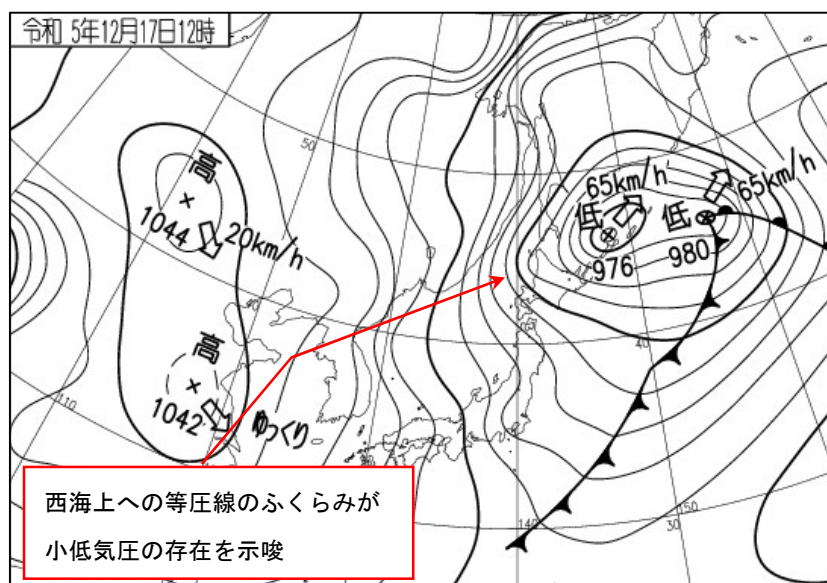 令和 5年12月17日12時
50
高
1044
20km/h
65km/h
65km/h
低
低
976
980
40
高
1042
ゆっくり
110
40
西海上への等圧線のふくらみが
小低気圧の存在を示唆
140
30
150